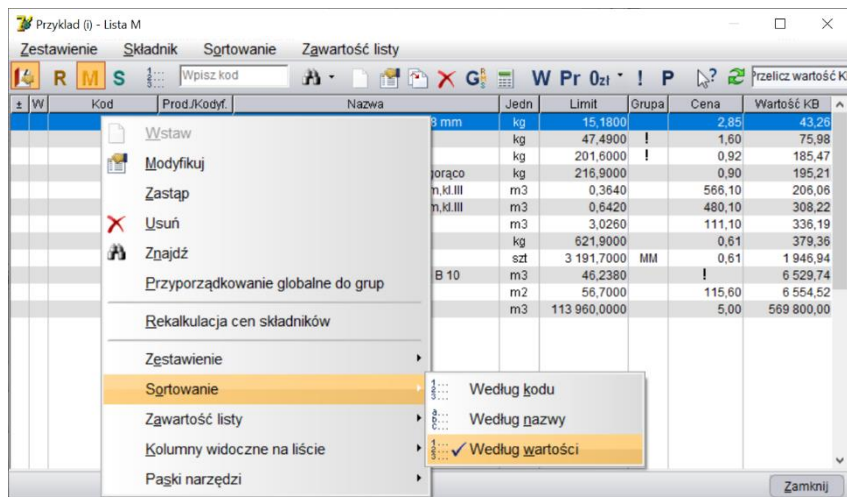 Przykład (i) - Lista M
Zestawienie Składnik Sortowanie Zawartość listy
R M S Wpisz kod W Pr 0zł ! P Przelicz wartość
± W Kod Prod./Kodyf. Nazwa Jedn Limit Grupa Cena Wartość KB
8 mm kg 15,1800 2,85 43,26
kg 47,4900 ! 1,60 75,98
kg 201,6000 ! 0,92 185,47
gorąco kg 216,9000 0,90 195,21
m,kl.III m3 0,3640 566,10 206,06
m,kl.III m3 0,6420 480,10 308,22
m3 3,0260 111,10 336,19
kg 621,9000 0,61 379,36
szt 3 191,7000 MM 0,61 1 946,94
B 10 m3 46,2380 ! 6 529,74
m2 56,7000 115,60 6 554,52
m3 113 960,0000 5,00 569 800,00
Wstaw
Modyfikuj
Zastąp
Usuń
Znajdź
Przyporządkowanie globalne do grup
Rekalkulacja cen składników
Zestawienie
Sortowanie
Zawartość listy
Kolumny widoczne na liście
Paski narzędzi
Według kodu
Według nazwy
Według wartości
Zamknij